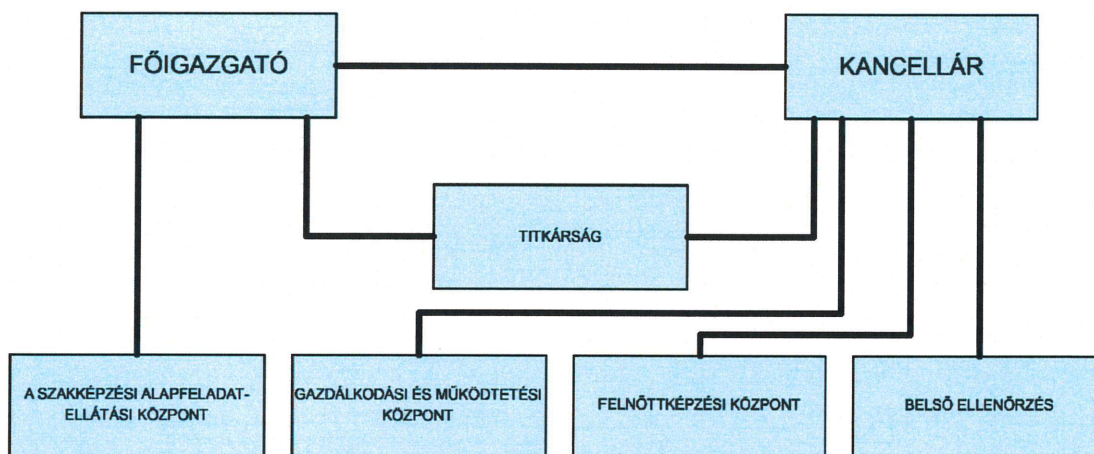 FŐIGAZGATÓ
KANCELLÁR
TITKÁRSÁG
A SZAKKÉPZÉSI ALAPFELADAT-
ELLÁTÁSI KÖZPONT
GAZDÁLKODÁSI ÉS MŰKÖDTETÉSI
KÖZPONT
FELNŐTTKÉPZÉSI KÖZPONT
BELSŐ ELLENŐRZÉS